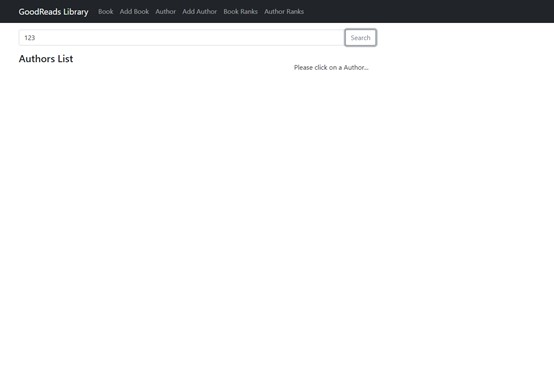 GoodReads Library Book Add Book Author Add Author Book Ranks Author Ranks
123 Search
Authors List
Please click on a Author...